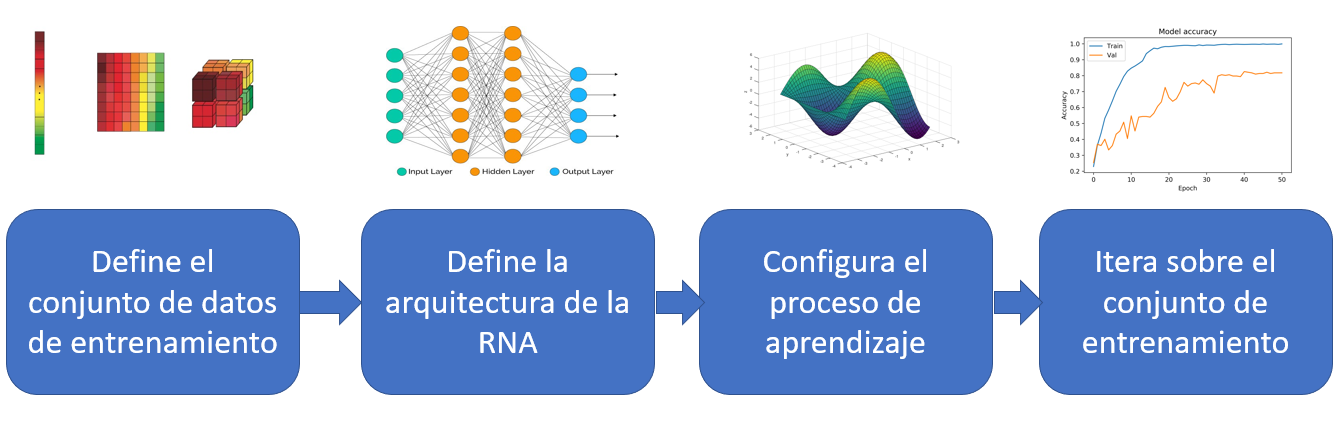 Input Layer
Hidden Layer
Output Layer
Model accuracy
Train
Val
Accuracy
1.0
0.9
0.8
0.7
0.6
0.5
0.4
0.3
0.2
0
10
20
30
40
50
Epoch
Define el
conjunto de datos
de entrenamiento
Define la
arquitectura de la
RNA
Configura el
proceso de
aprendizaje
Itera sobre el
conjunto de
entrenamiento